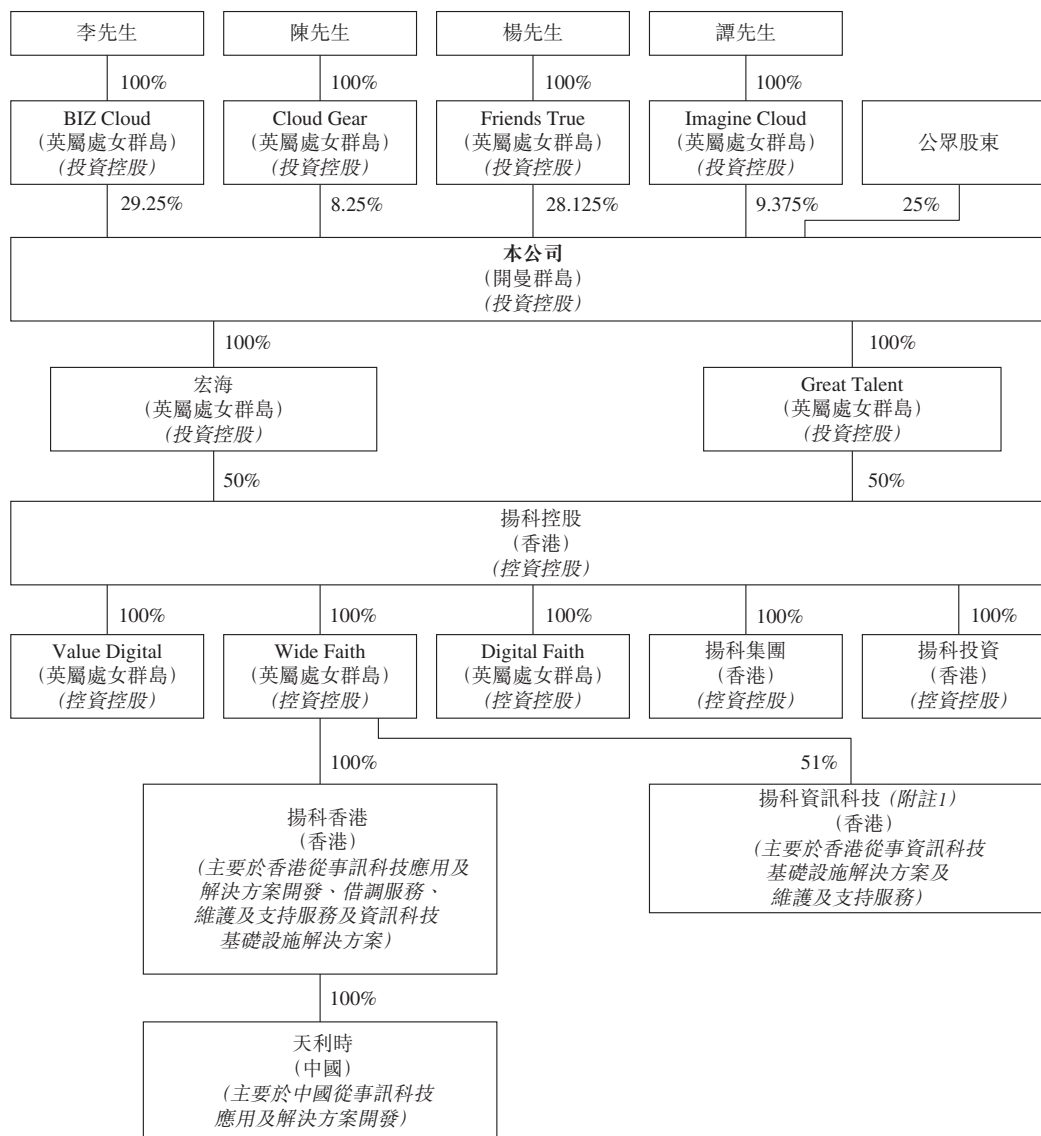 李先生
陳先生
楊先生
譚先生
100%
100%
100%
100%
BIZ Cloud
(英屬處女群島)
(投資控股)
Cloud Gear
(英屬處女群島)
(投資控股)
Friends True
(英屬處女群島)
(投資控股)
Imagine Cloud
(英屬處女群島)
(投資控股)
公眾股東
29.25%
8.25%
28.125%
9.375%
25%
本公司
(開曼群島)
(投資控股)
100%
100%
宏海
(英屬處女群島)
(投資控股)
Great Talent
(英屬處女群島)
(投資控股)
50%
50%
揚科控股
(香港)
(控資控股)
100%
100%
100%
100%
100%
Value Digital
(英屬處女群島)
(控資控股)
Wide Faith
(英屬處女群島)
(控資控股)
Digital Faith
(英屬處女群島)
(控資控股)
揚科集團
(香港)
(控資控股)
揚科投資
(香港)
(控資控股)
100%
51%
揚科香港
(香港)
(主要於香港從事訊科技應用及
解決方案開發、借調服務、
維護及支持服務及資訊科技
基礎設施解決方案)
揚科資訊科技 (附註1)
(香港)
(主要於香港從事資訊科技
基礎設施解決方案及
維護及支持服務)
100%
天利時
(中國)
(主要於中國從事訊科技
應用及解決方案開發)